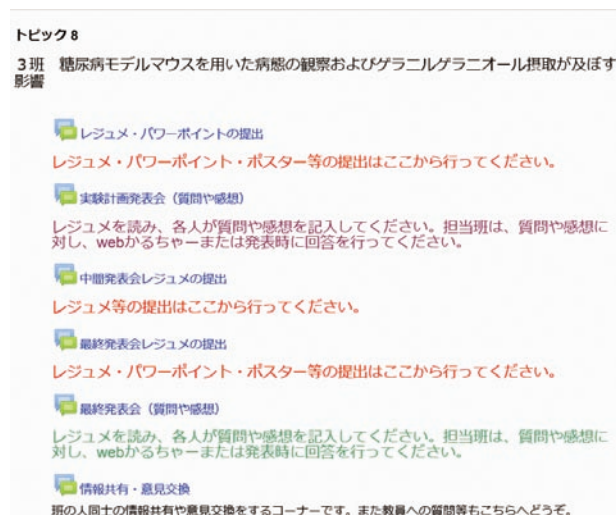 トピック 8
3班 糖尿病モデルマウスを用いた病態の観察およびゲラニルゲラニオール摂取が及ぼす
影響
レジュメ・パワーポイントの提出
レジュメ・パワーポイント・ポスター等の提出はここから行ってください。
実験計画発表会（質問や感想）
レジュメを読み、各人が質問や感想を記入してください。担当班は、質問や感想に
対し、webかるちゃーまたは発表時に回答を行ってください。
中間発表会レジュメの提出
レジュメ等の提出はここから行ってください。
最終発表会レジュメの提出
レジュメ・パワーポイント・ポスター等の提出はここから行ってください。
最終発表会（質問や感想）
レジュメを読み、各人が質問や感想を記入してください。担当班は、質問や感想に
対し、webかるちゃーまたは発表時に回答を行ってください。
情報共有・意見交換
班の人同士の情報共有や意見交換をするコーナーです。また教員への質問等もこちらへどうぞ。